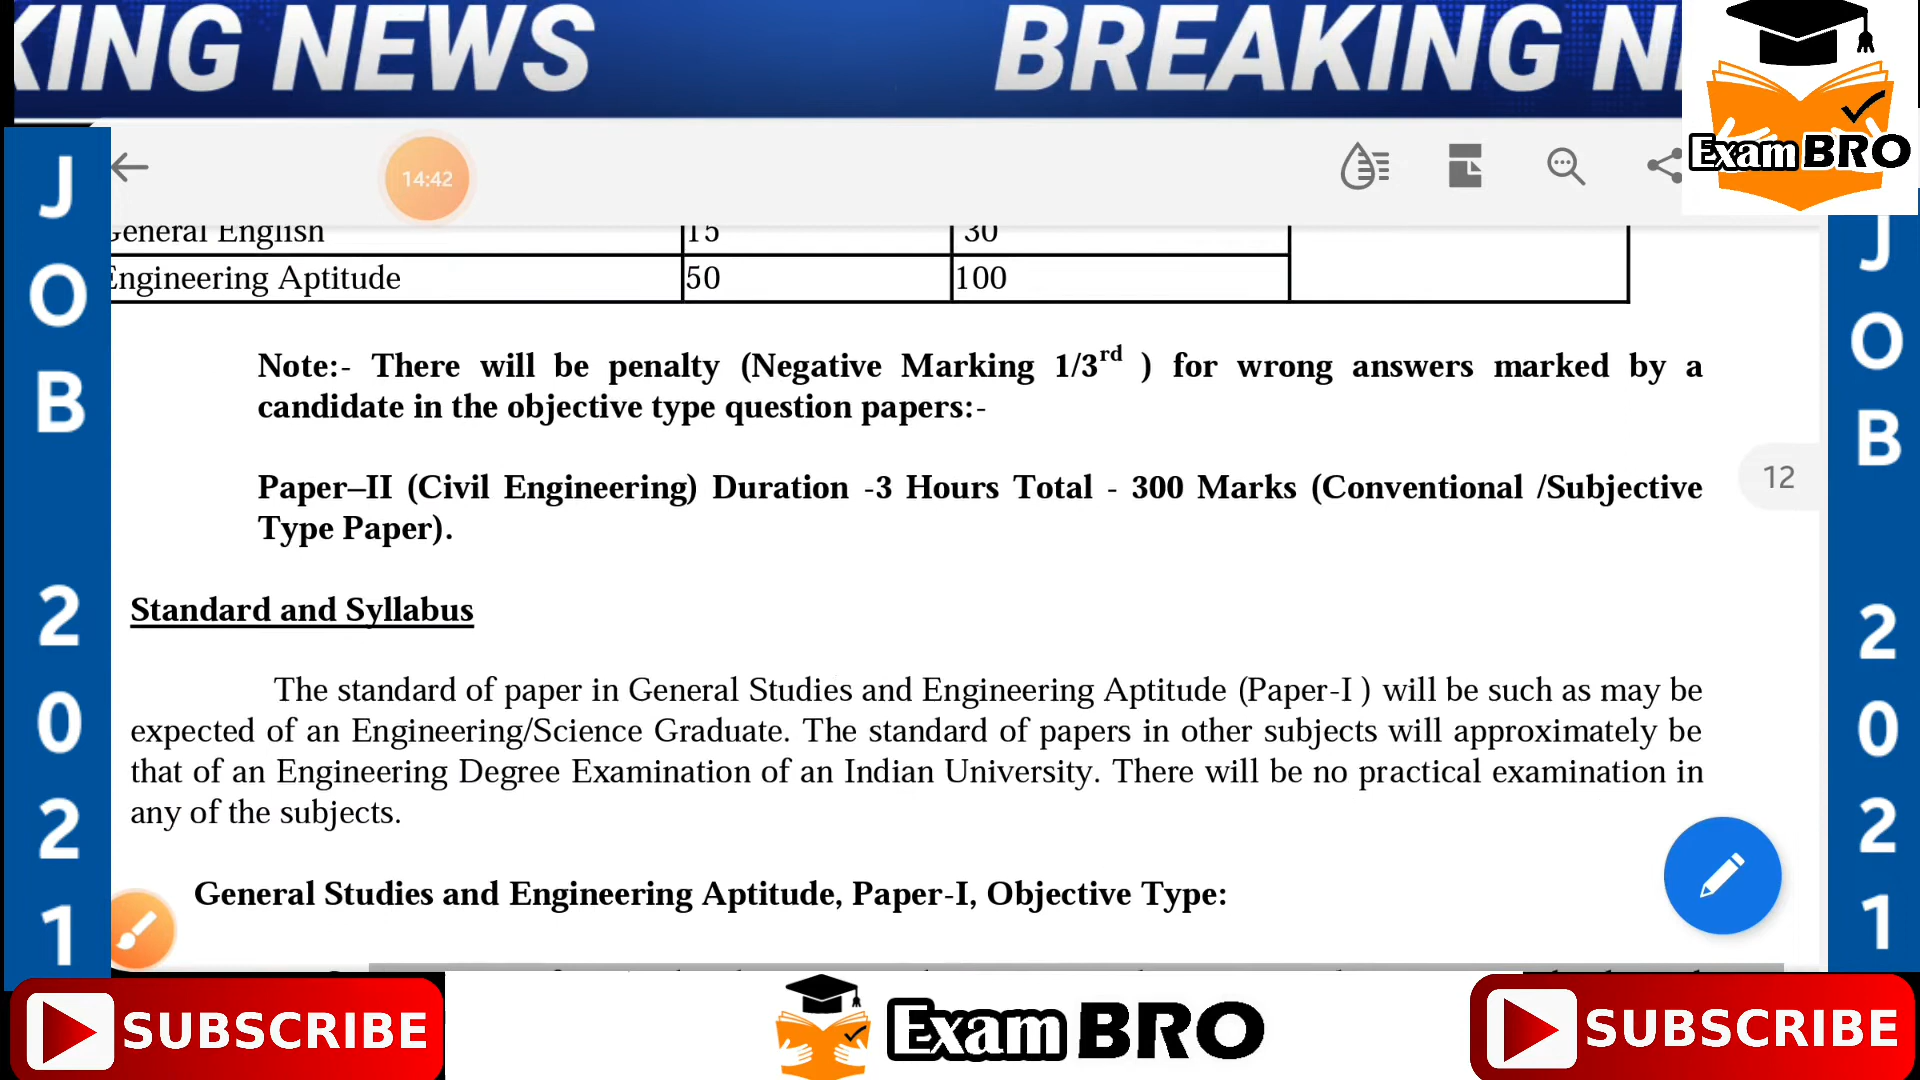 KING NEWS
BREAKING N
Exam BRO
14:42
General English 15 30
Engineering Aptitude 50 100
Note:- There will be penalty (Negative Marking 1/3rd ) for wrong answers marked by a
candidate in the objective type question papers:-
12
Paper–II (Civil Engineering) Duration -3 Hours Total - 300 Marks (Conventional /Subjective
Type Paper).
Standard and Syllabus
The standard of paper in General Studies and Engineering Aptitude (Paper-I ) will be such as may be
expected of an Engineering/Science Graduate. The standard of papers in other subjects will approximately be
that of an Engineering Degree Examination of an Indian University. There will be no practical examination in
any of the subjects.
General Studies and Engineering Aptitude, Paper-I, Objective Type:
JOB 2021
JOB 2021
SUBSCRIBE
Exam BRO
SUBSCRIBE